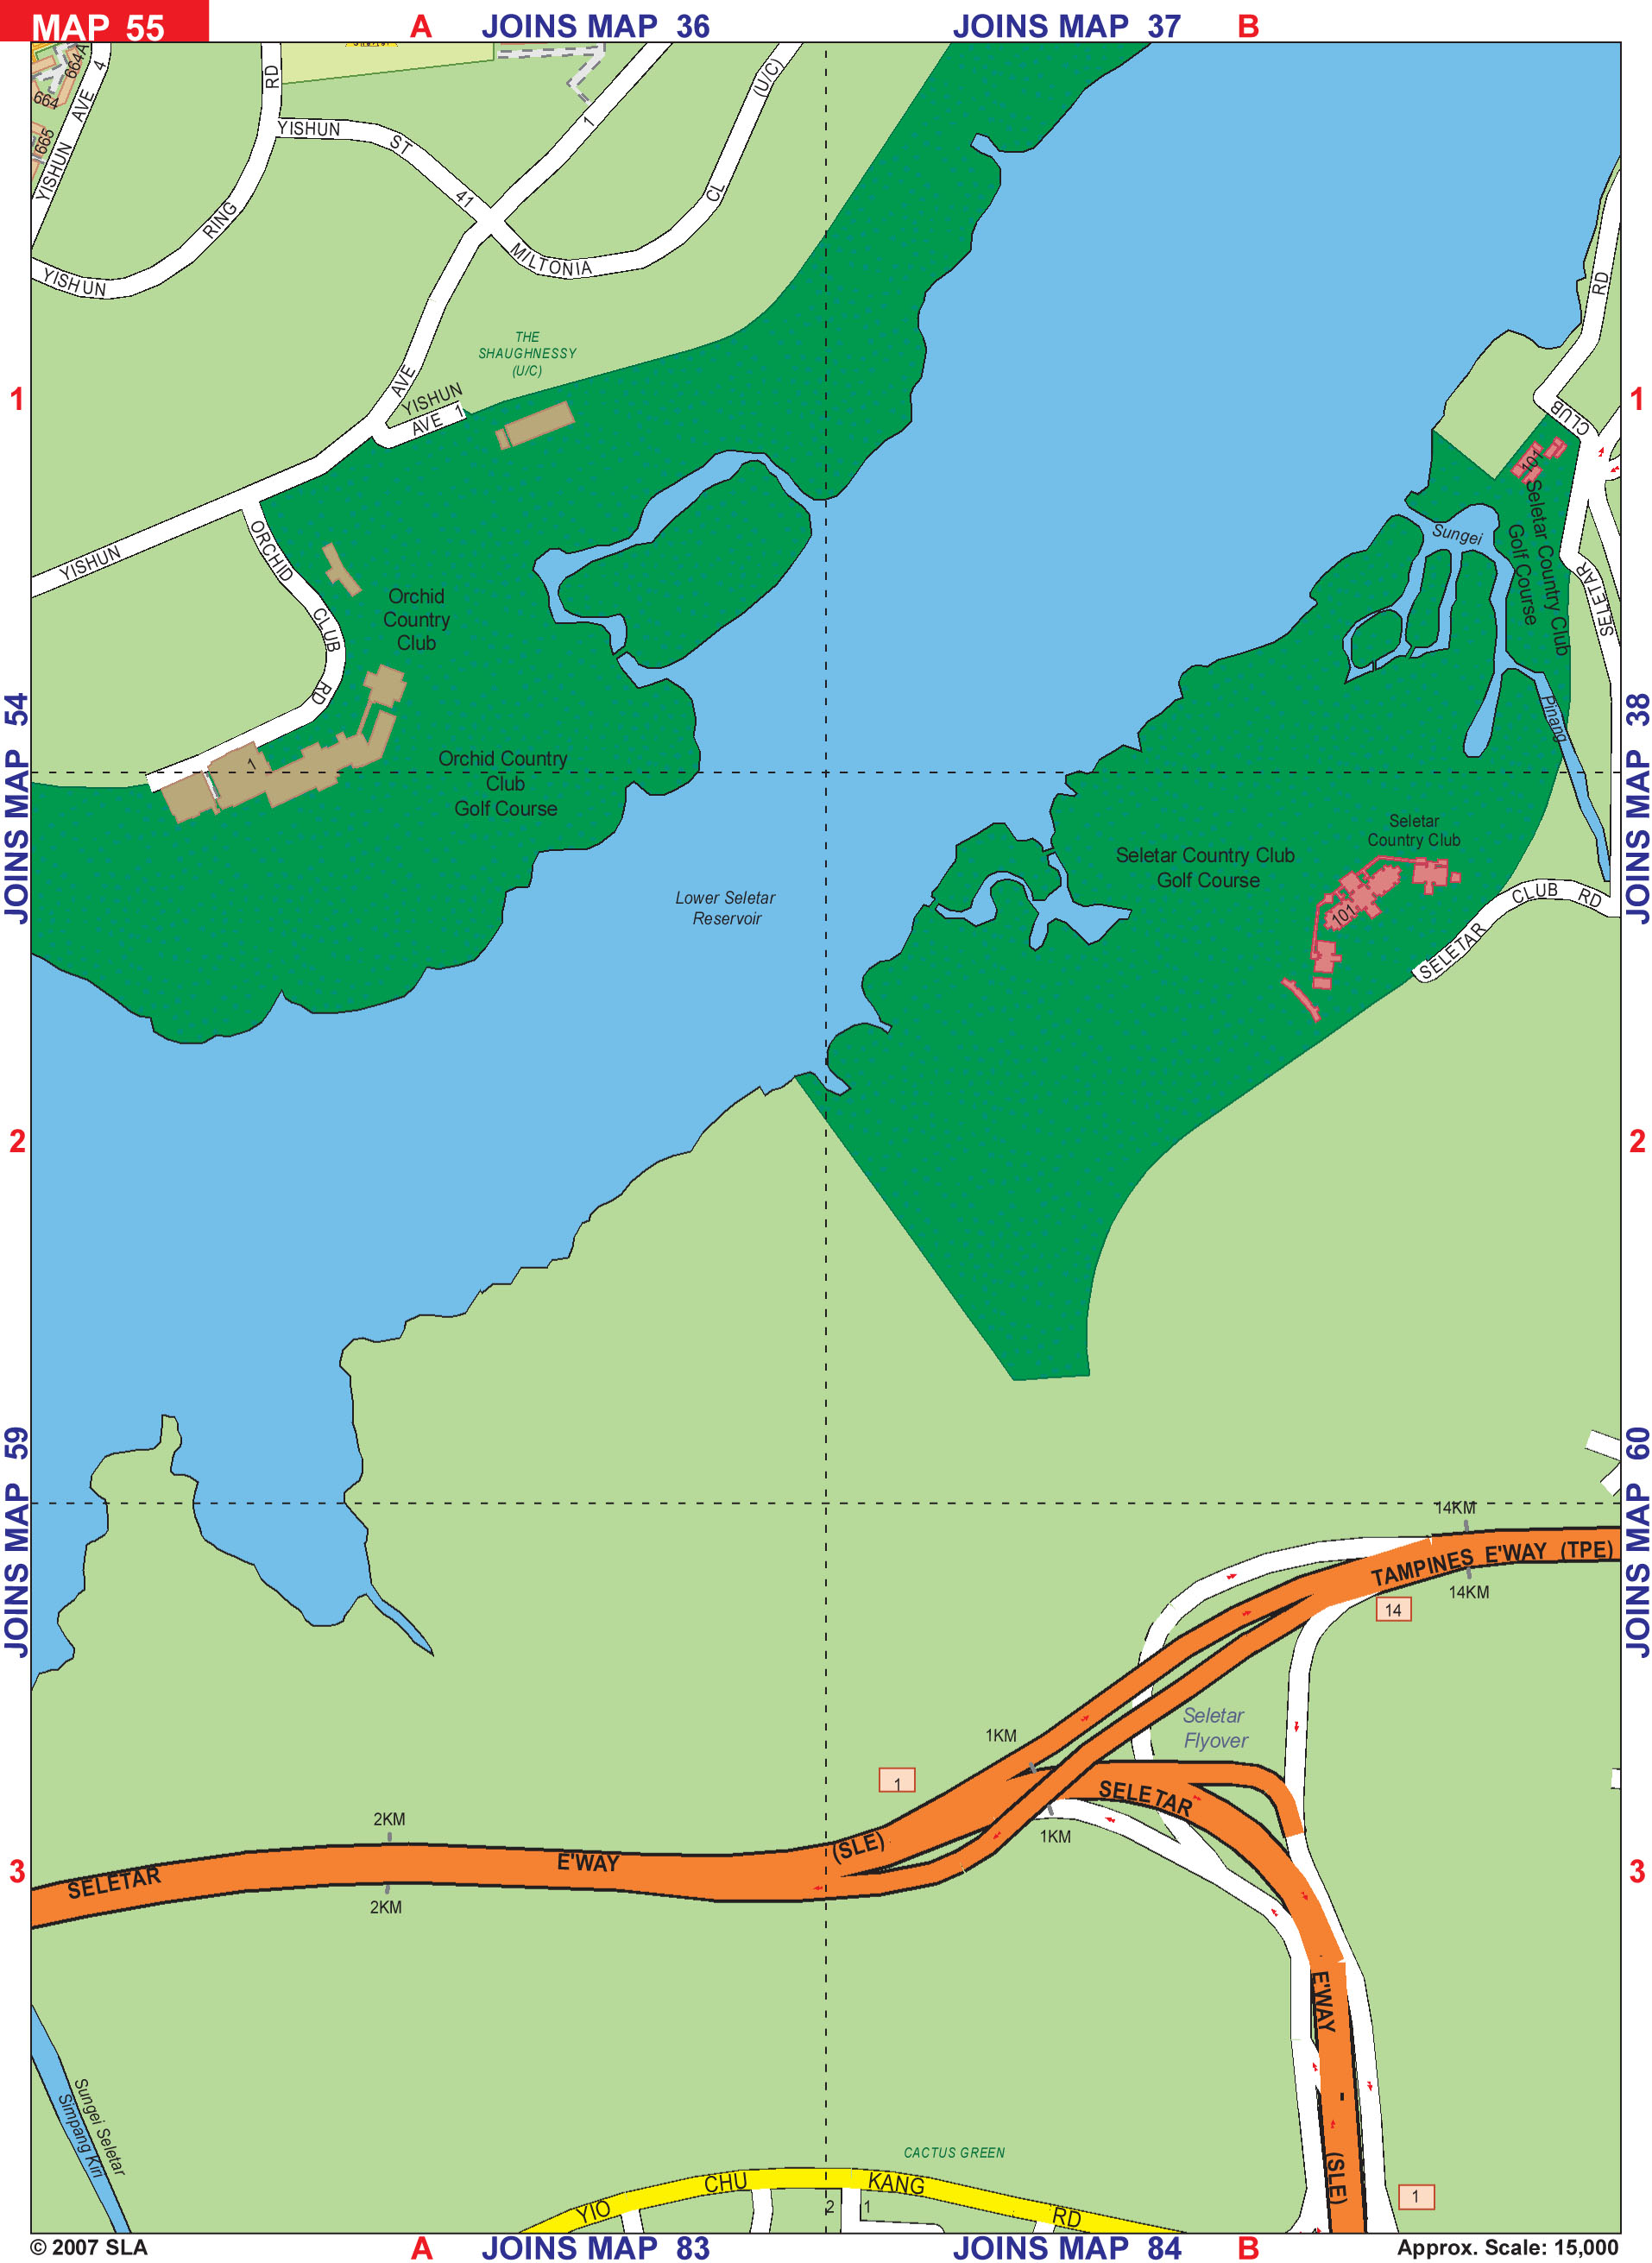 MAP 55
A
JOINS MAP 36
JOINS MAP 37
B
664A
664
665
YISHUN AVE 4
RD
RING
YISHUN
YISHUN
ST
41
1
(U/C)
CL
MILTONIA
THE
SHAUGHNESSY
(U/C)
AVE
YISHUN
AVE 1
YISHUN
1
1
RD
CLUB
101
Seletar Country Club
Golf Course
Sungei
Pinang
SELETAR
ORCHID
CLUB
RD
Orchid
Country
Club
1
Orchid Country
Club
Golf Course
JOINS MAP 54
JOINS MAP 38
Lower Seletar
Reservoir
Seletar Country Club
Golf Course
Seletar
Country Club
101
SELETAR
CLUB
RD
2
2
JOINS MAP 59
JOINS MAP 60
14KM
TAMPINES E'WAY (TPE)
14KM
14
Seletar
Flyover
1KM
1
SELETAR
1KM
2KM
SELETAR
E'WAY
(SLE)
2KM
3
3
E'WAY
-
(SLE)
1
Sungei Seletar
Simpang Kiri
CACTUS GREEN
YIO
CHU
KANG
RD
2
1
© 2007 SLA
A
JOINS MAP 83
JOINS MAP 84
B
Approx. Scale: 15,000